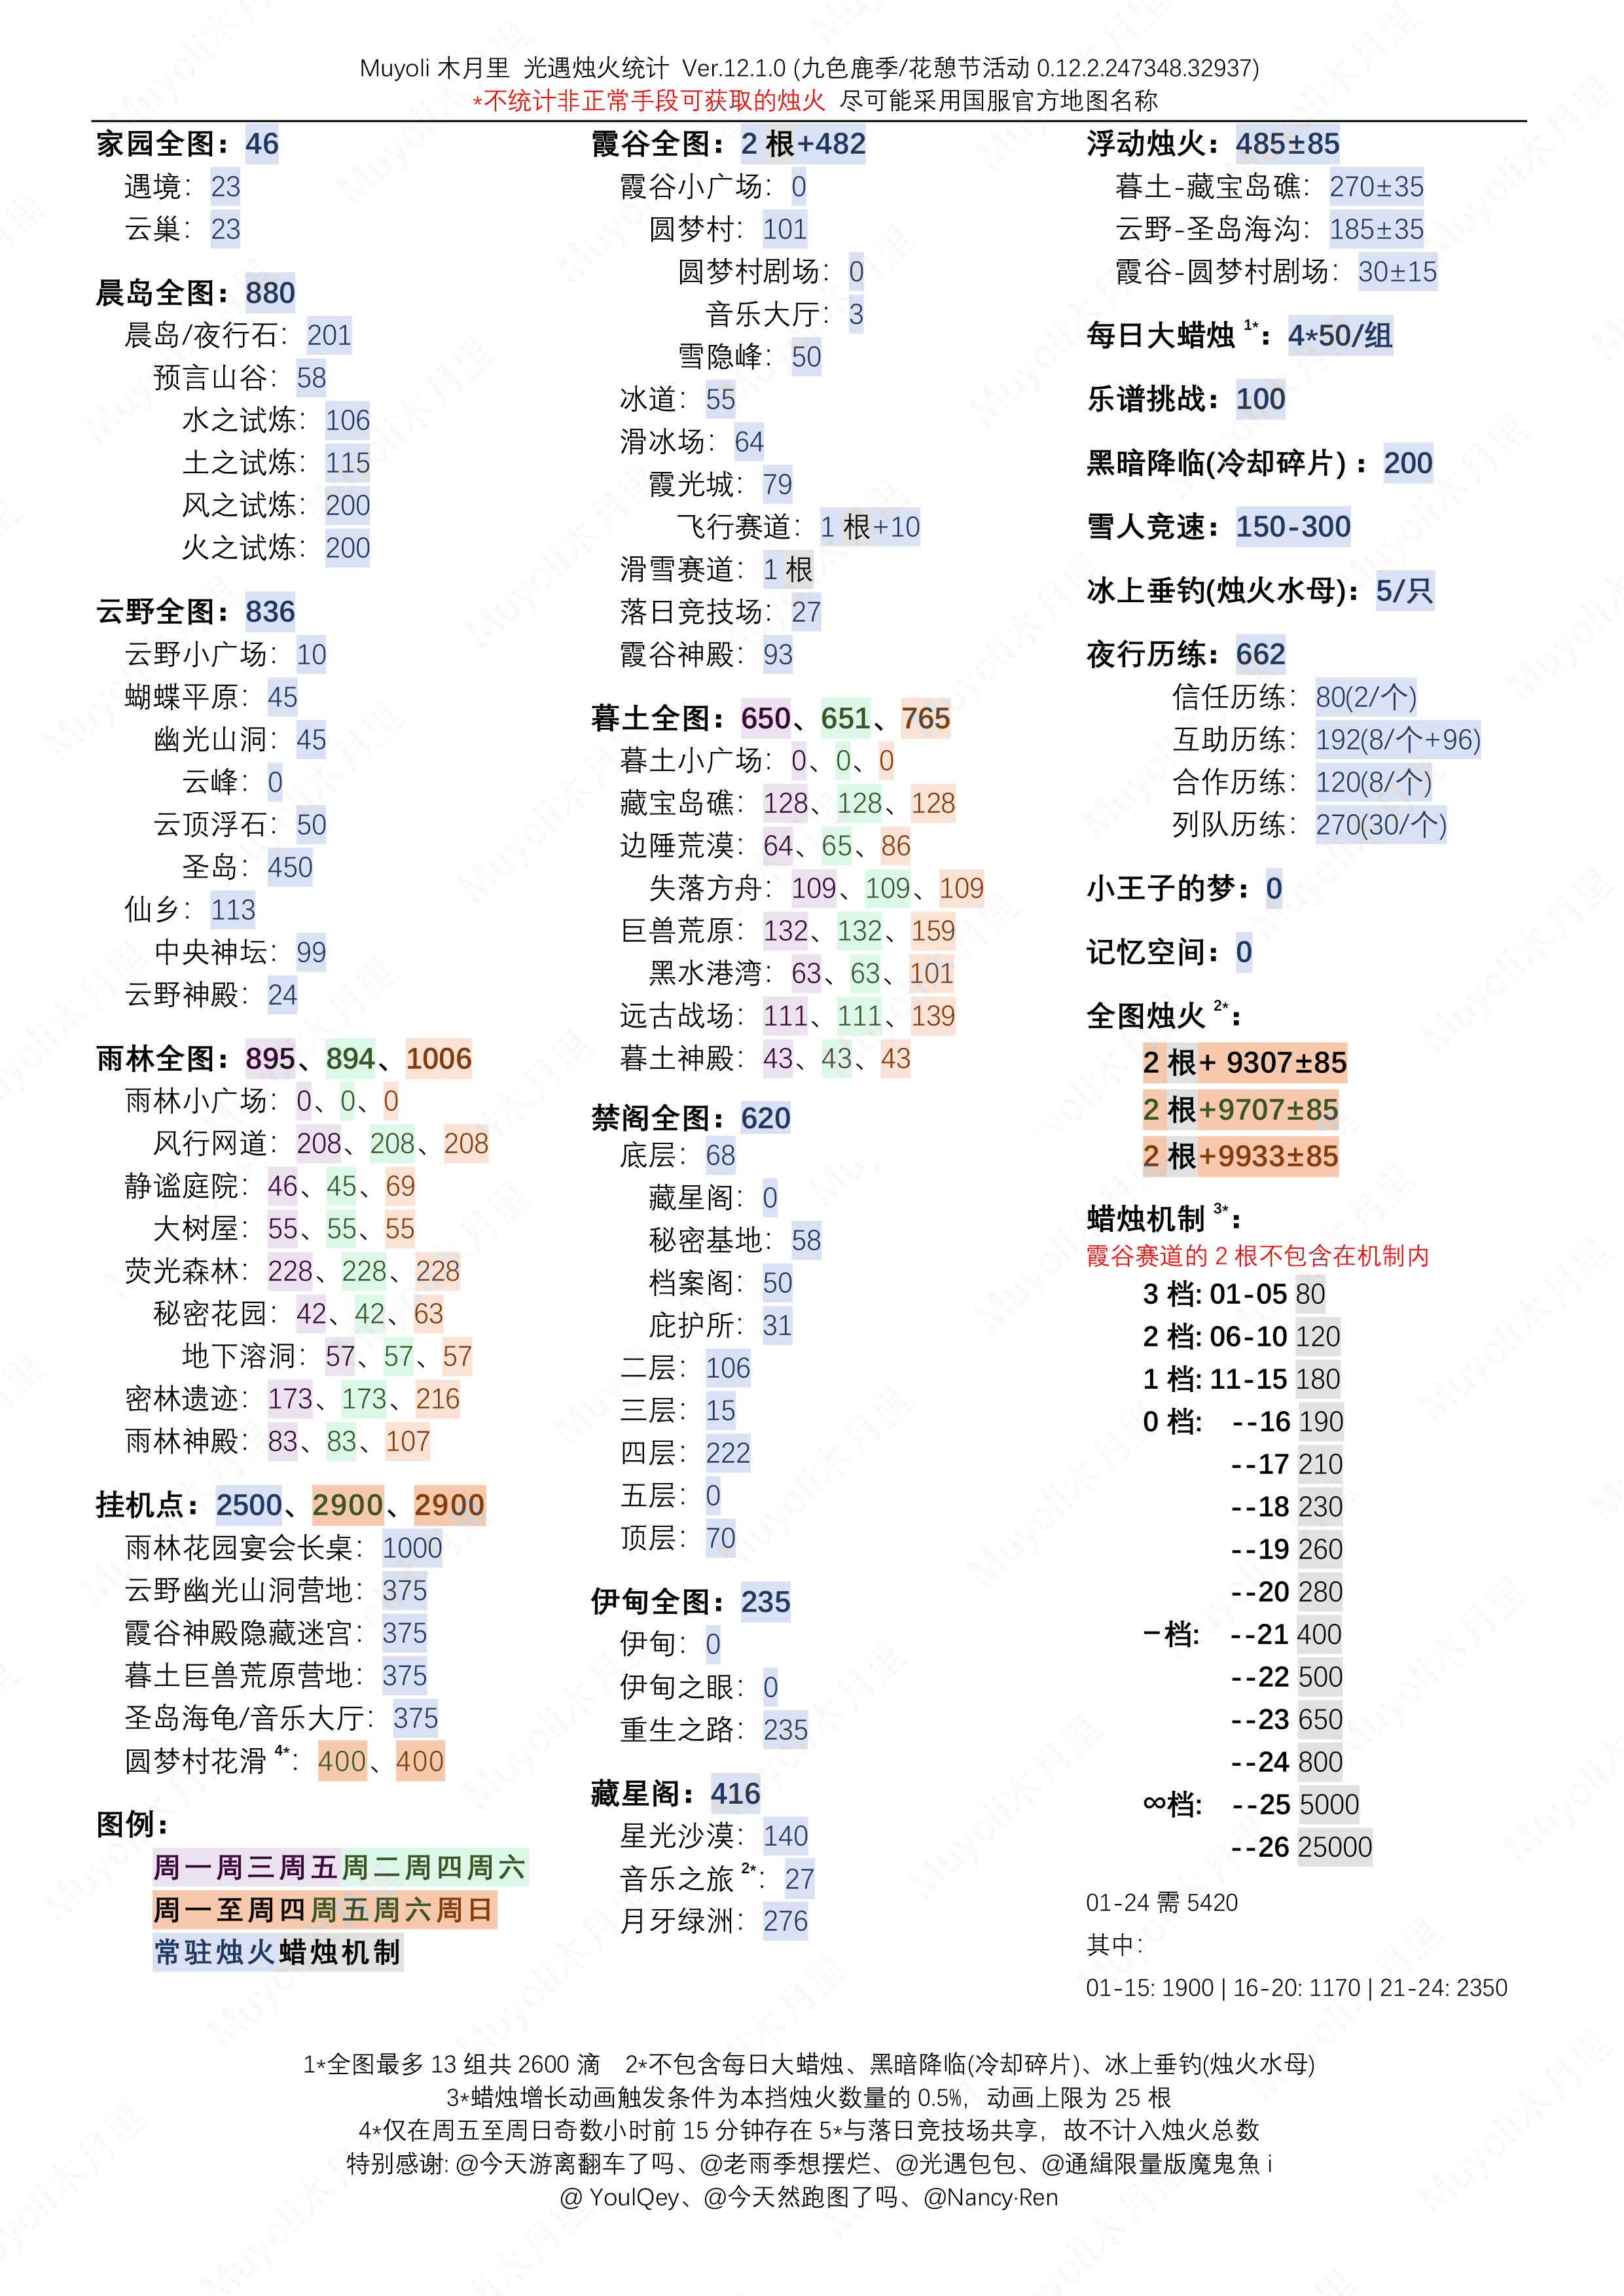 Muyoli 木月里 光遇烛火统计 Ver.12.1.0 (九色鹿季/花憩节活动 0.12.2.247348.32937)
*不统计非正常手段可获取的烛火 尽可能采用国服官方地图名称
家园全图：46
遇境：23
云巢：23
晨岛全图：880
晨岛/夜行石：201
预言山谷：58
水之试炼：106
土之试炼：115
风之试炼：200
火之试炼：200
云野全图：836
云野小广场：10
蝴蝶平原：45
幽光山洞：45
云峰：0
云顶浮石：50
圣岛：450
仙乡：113
中央神坛：99
云野神殿：24
雨林全图：895、894、1006
雨林小广场：0、0、0
风行网道：208、208、208
静谧庭院：46、45、69
大树屋：55、55、55
荧光森林：228、228、228
秘密花园：42、42、63
地下溶洞：57、57、57
密林遗迹：173、173、216
雨林神殿：83、83、107
挂机点：2500、2900、2900
雨林花园宴会长桌：1000
云野幽光山洞营地：375
霞谷神殿隐藏迷宫：375
暮土巨兽荒原营地：375
圣岛海龟/音乐大厅：375
圆梦村花滑 4*：400、400
图例：
周一周三周五周二周四周六
周一至周四周五周六周日
常驻烛火蜡烛机制
霞谷全图：2 根+482
霞谷小广场：0
圆梦村：101
圆梦村剧场：0
音乐大厅：3
雪隐峰：50
冰道：55
滑冰场：64
霞光城：79
飞行赛道：1 根+10
滑雪赛道：1 根
落日竞技场：27
霞谷神殿：93
暮土全图：650、651、765
暮土小广场：0、0、0
藏宝岛礁：128、128、128
边陲荒漠：64、65、86
失落方舟：109、109、109
巨兽荒原：132、132、159
黑水港湾：63、63、101
远古战场：111、111、139
暮土神殿：43、43、43
禁阁全图：620
底层：68
藏星阁：0
秘密基地：58
档案阁：50
庇护所：31
二层：106
三层：15
四层：222
五层：0
顶层：70
伊甸全图：235
伊甸：0
伊甸之眼：0
重生之路：235
藏星阁：416
星光沙漠：140
音乐之旅 2*：27
月牙绿洲：276
浮动烛火：485±85
暮土-藏宝岛礁：270±35
云野-圣岛海沟：185±35
霞谷-圆梦村剧场：30±15
每日大蜡烛 1*：4*50/组
乐谱挑战：100
黑暗降临(冷却碎片)：200
雪人竞速：150-300
冰上垂钓(烛火水母)：5/只
夜行历练：662
信任历练：80(2/个)
互助历练：192(8/个+96)
合作历练：120(8/个)
列队历练：270(30/个)
小王子的梦：0
记忆空间：0
全图烛火 2*：
2 根+ 9307±85
2 根+9707±85
2 根+9933±85
蜡烛机制 3*：
霞谷赛道的 2 根不包含在机制内
3 档: 01-05 80
2 档: 06-10 120
1 档: 11-15 180
0 档: --16 190
--17 210
--18 230
--19 260
--20 280
–档: --21 400
--22 500
--23 650
--24 800
∞档: --25 5000
--26 25000
01-24 需 5420
其中：
01-15: 1900 | 16-20: 1170 | 21-24: 2350
1*全图最多 13 组共 2600 滴 2*不包含每日大蜡烛、黑暗降临(冷却碎片)、冰上垂钓(烛火水母)
3*蜡烛增长动画触发条件为本挡烛火数量的 0.5%，动画上限为 25 根
4*仅在周五至周日奇数小时前 15 分钟存在 5*与落日竞技场共享，故不计入烛火总数
特别感谢: @今天游离翻车了吗、@老雨季想摆烂、@光遇包包、@通緝限量版魔鬼魚 i
@ YoulQey、@今天然跑图了吗、@Nancy·Ren